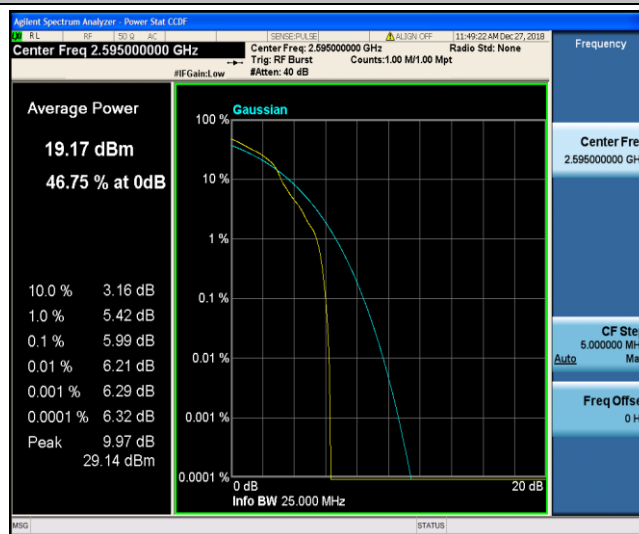 Agilent Spectrum Analyzer - Power Stat CCDF
RL RF 50 Ω AC SENSE:PULSE ALIGN OFF 11:49:22 AM Dec 27, 2018
Center Freq 2.595000000 GHz
Center Freq: 2.595000000 GHz Radio Std: None
Trig: RF Burst Counts:1.00 M/1.00 Mpt
#IFGain:Low #Atten: 40 dB
Frequency
Average Power
19.17 dBm
46.75 % at 0dB
10.0 % 3.16 dB
1.0 % 5.42 dB
0.1 % 5.99 dB
0.01 % 6.21 dB
0.001 % 6.29 dB
0.0001 % 6.32 dB
Peak 9.97 dB
29.14 dBm
Gaussian
100 %
10 %
1 %
0.1 %
0.01 %
0.001 %
0.0001 %
0 dB 20 dB
Info BW 25.000 MHz
Center Fre
2.595000000 GH
CF Ste
5.000000 MH
Auto Ma
Freq Offse
0 H
MSG STATUS